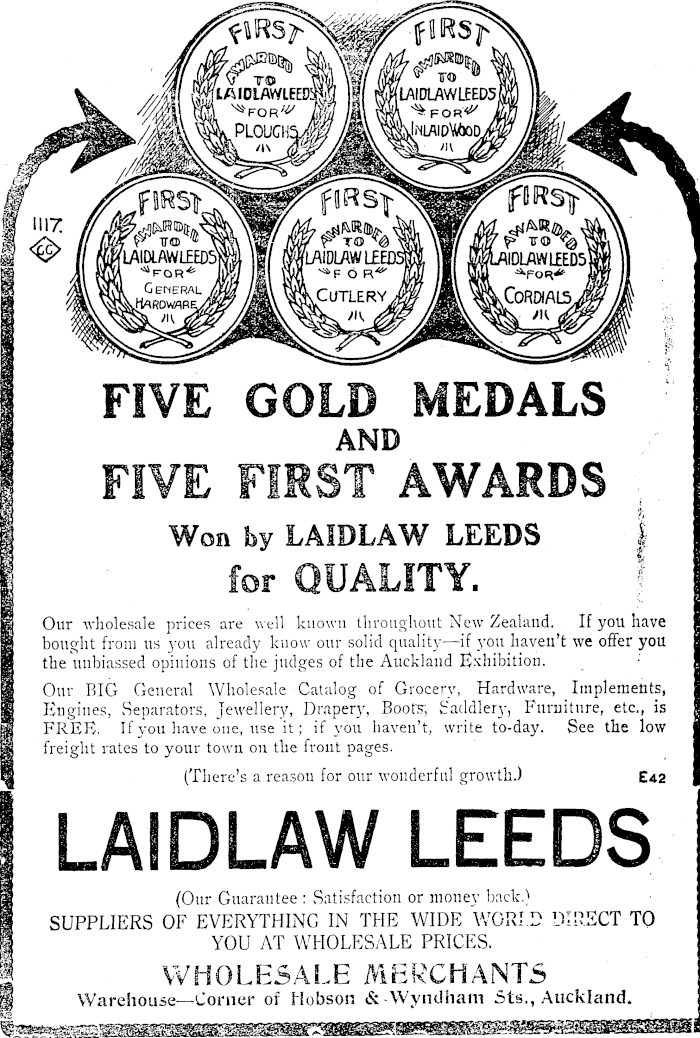 FIRST
AWARDED
TO
LAIDLAW LEEDS
FOR
PLOUGHS
FIRST
AWARDED
TO
LAIDLAW LEEDS
FOR
INLAID WOOD
1117.
GG
FIRST
AWARDED
TO
LAIDLAW LEEDS
FOR
GENERAL
HARDWARE
FIRST
AWARDED
TO
LAIDLAW LEEDS
FOR
CUTLERY
FIRST
AWARDED
TO
LAIDLAW LEEDS
FOR
CORDIALS
FIVE GOLD MEDALS
AND
FIVE FIRST AWARDS
Won by LAIDLAW LEEDS
for QUALITY.
Our wholesale prices are well known throughout New Zealand. If you have
bought from us you already know our solid quality—if you haven't we offer you
the unbiassed opinions of the judges of the Auckland Exhibition.
Our BIG General Wholesale Catalog of Grocery, Hardware, Implements,
Engines, Separators, Jewellery, Drapery, Boots, Saddlery, Furniture, etc., is
FREE. If you have one, use it; if you haven't, write to-day. See the low
freight rates to your town on the front pages.
(There's a reason for our wonderful growth.)
E42
LAIDLAW LEEDS
(Our Guarantee: Satisfaction or money back.)
SUPPLIERS OF EVERYTHING IN THE WIDE WORLD DIRECT TO
YOU AT WHOLESALE PRICES.
WHOLESALE MERCHANTS
Warehouse—Corner of Hobson & Wyndham Sts., Auckland.